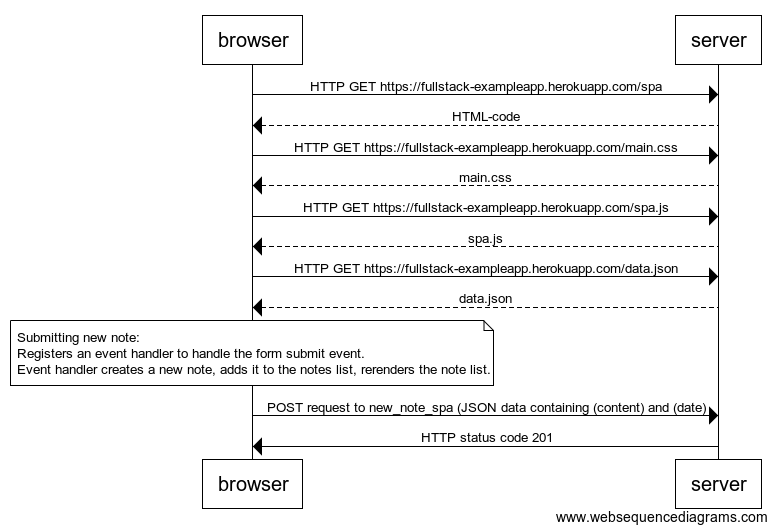 browser
server
HTTP GET https://fullstack-exampleapp.herokuapp.com/spa
HTML-code
HTTP GET https://fullstack-exampleapp.herokuapp.com/main.css
main.css
HTTP GET https://fullstack-exampleapp.herokuapp.com/spa.js
spa.js
HTTP GET https://fullstack-exampleapp.herokuapp.com/data.json
data.json
Submitting new note:
Registers an event handler to handle the form submit event.
Event handler creates a new note, adds it to the notes list, rerenders the note list.
POST request to new_note_spa (JSON data containing (content) and (date)
HTTP status code 201
browser
server
www.websequencediagrams.com